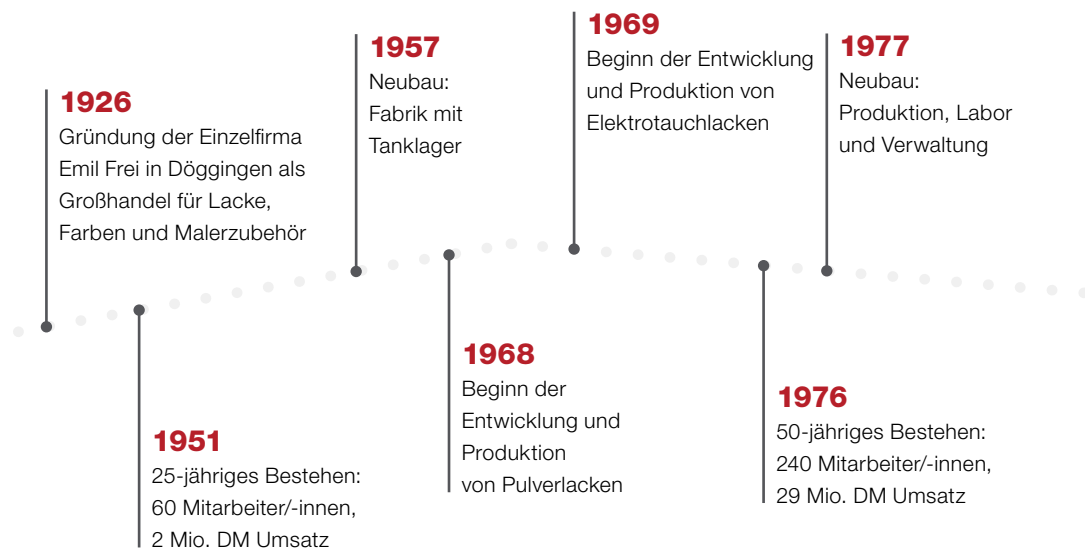 1926
Gründung der Einzelfirma
Emil Frei in Döggingen als
Großhandel für Lacke,
Farben und Malerzubehör
1951
25-jähriges Bestehen:
60 Mitarbeiter/-innen,
2 Mio. DM Umsatz
1957
Neubau:
Fabrik mit
Tanklager
1968
Beginn der
Entwicklung und
Produktion
von Pulverlacken
1969
Beginn der Entwicklung
und Produktion von
Elektrotauchlacken
1976
50-jähriges Bestehen:
240 Mitarbeiter/-innen,
29 Mio. DM Umsatz
1977
Neubau:
Produktion, Labor
und Verwaltung